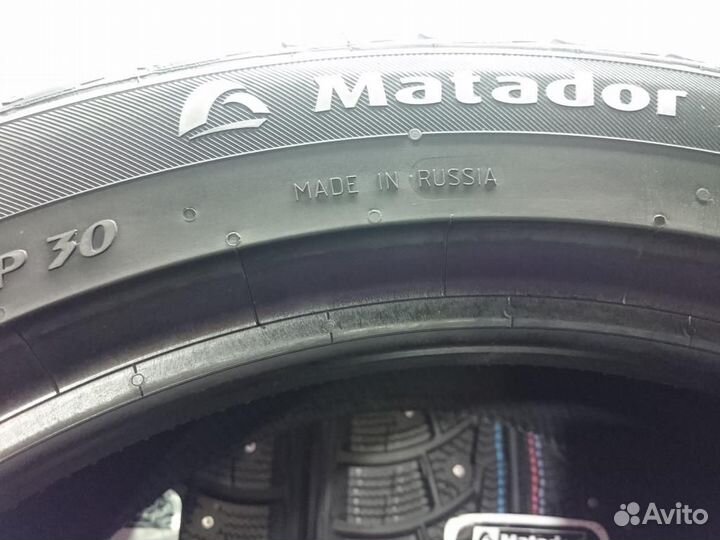 Matador
MADE IN RUSSIA
P 30
Matador
Avito